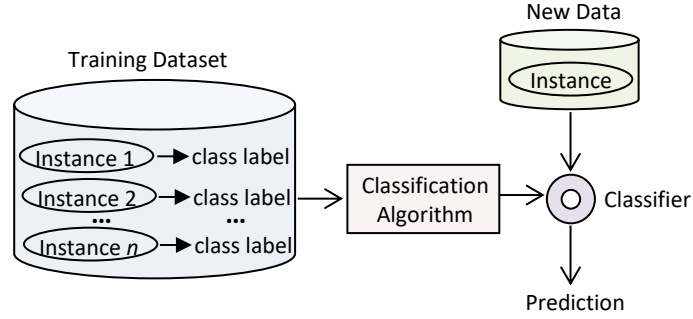 New Data
Training Dataset
Instance
Instance 1 class label
Instance 2 class label
... ...
Instance n class label
Classification
Algorithm
Classifier
Prediction